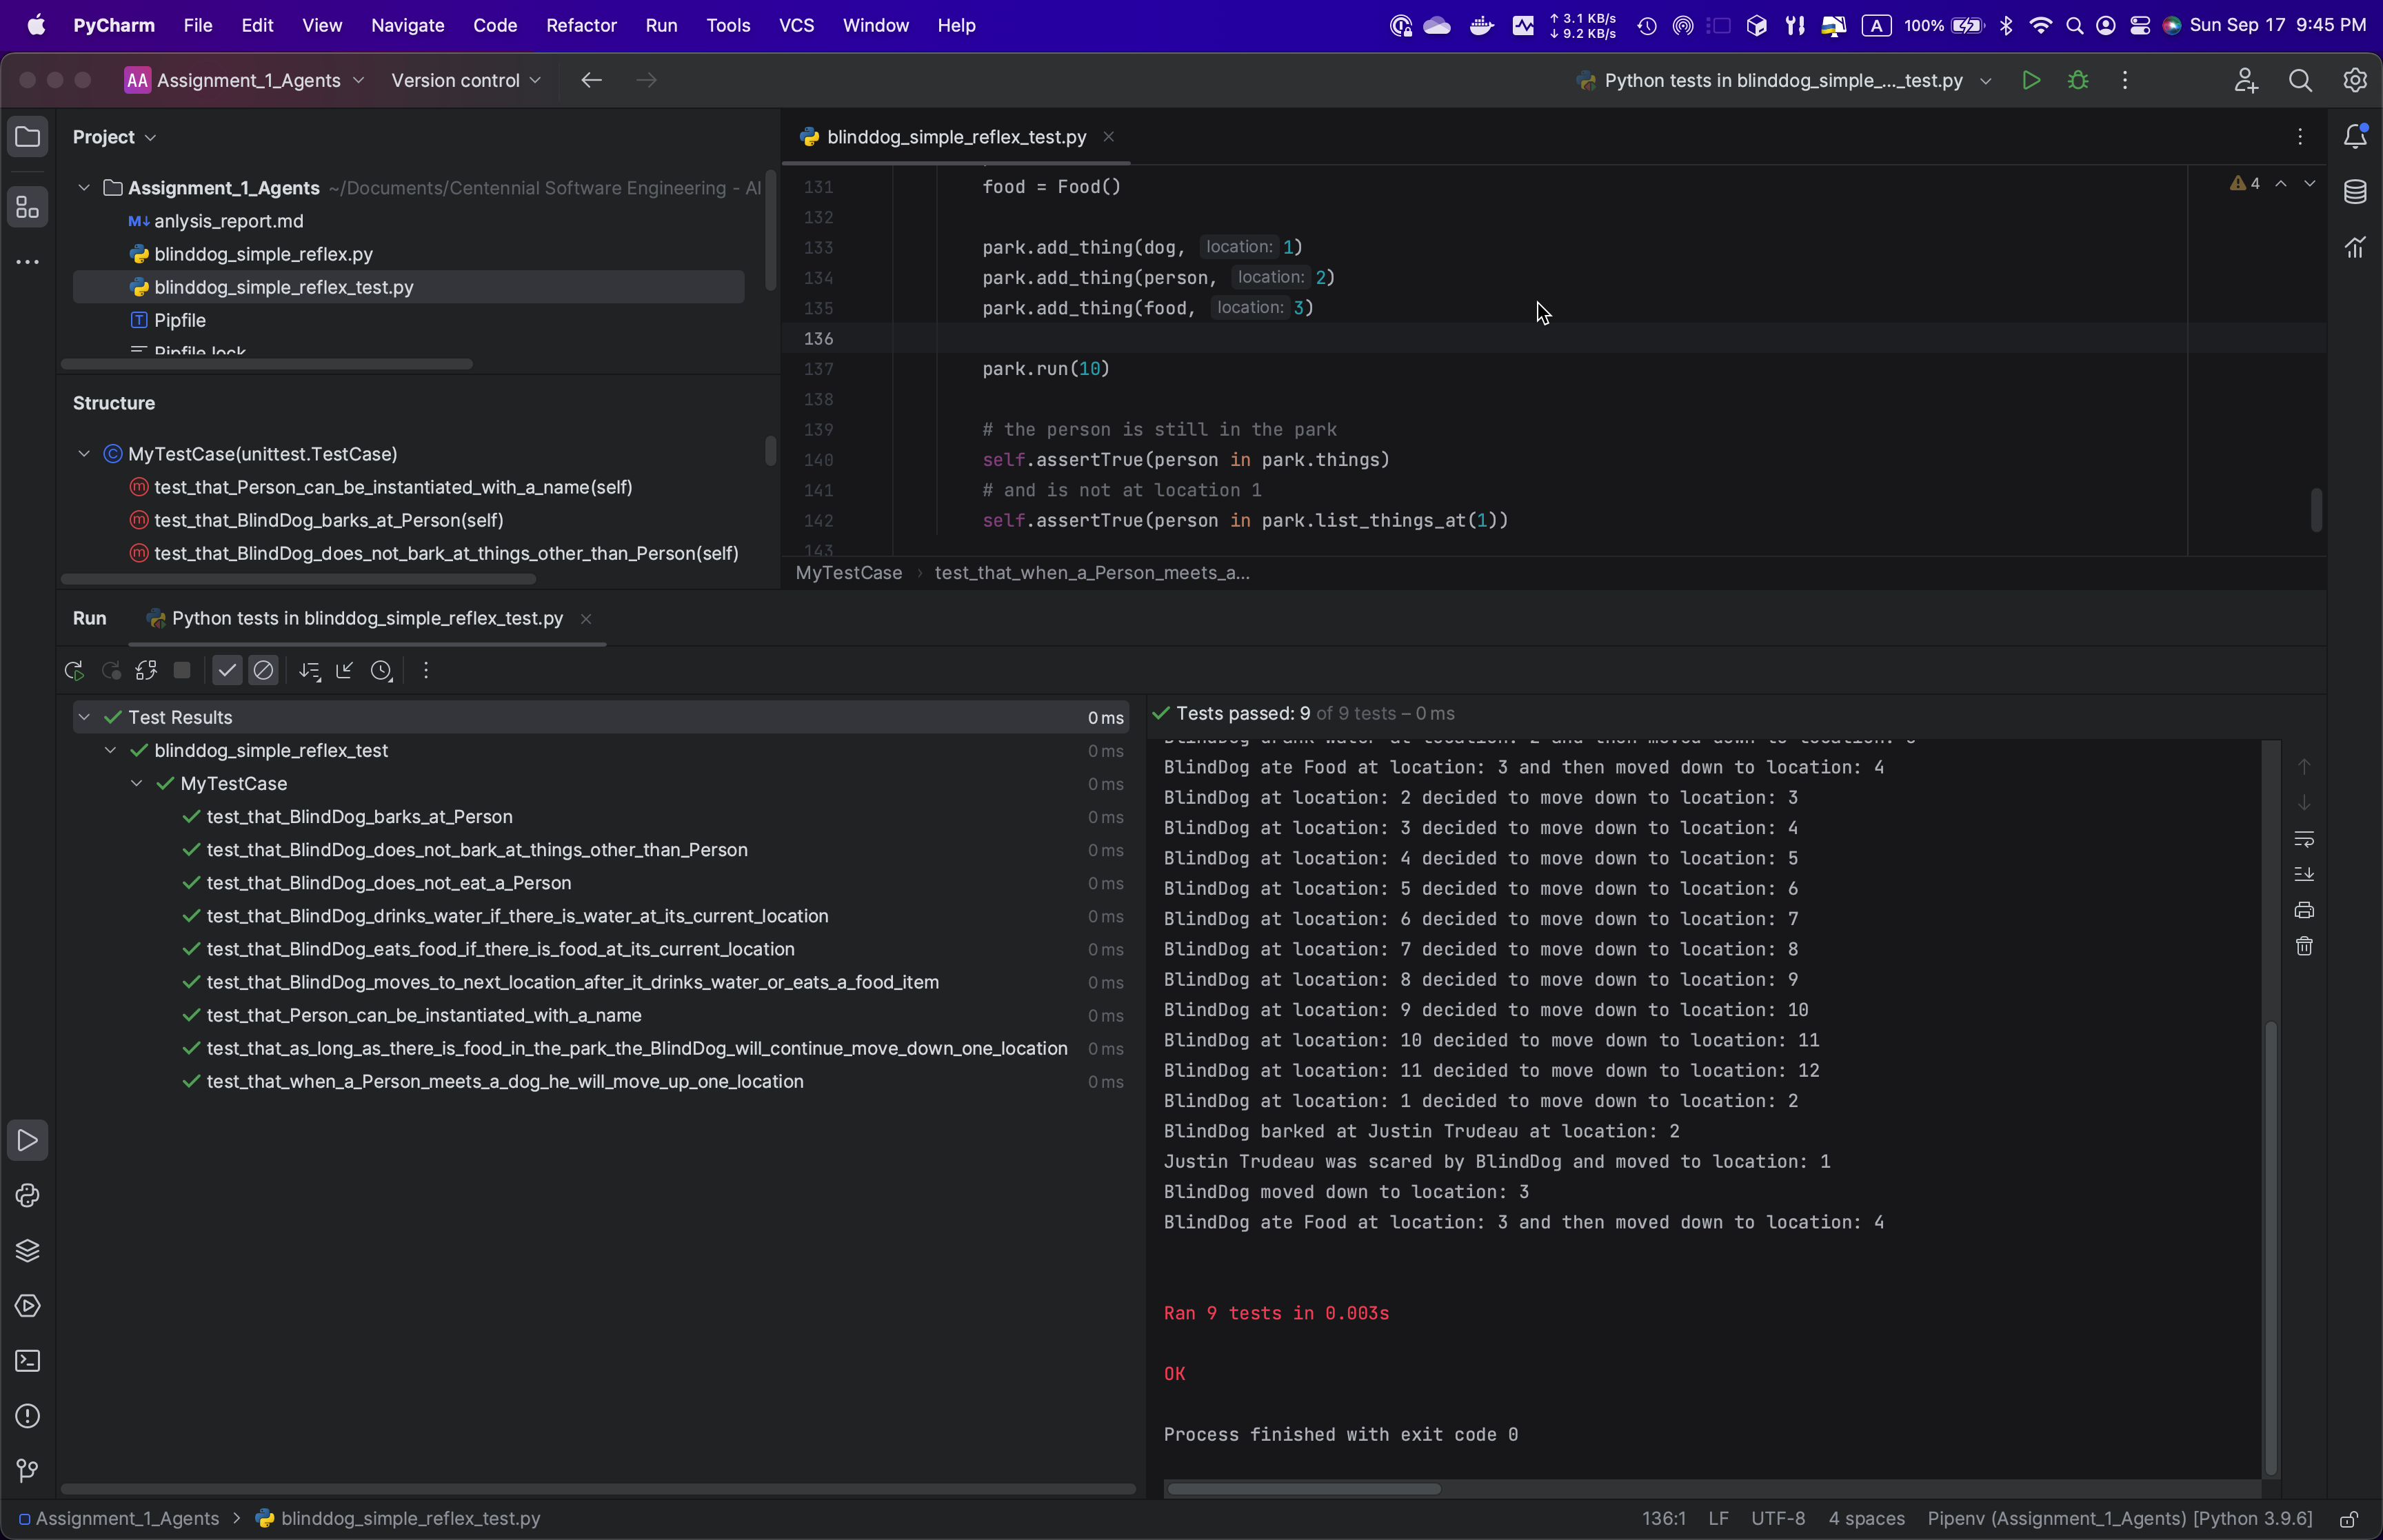 PyCharm File Edit View Navigate Code Refactor Run Tools VCS Window Help
↑ 3.1 KB/s
↓ 9.2 KB/s
A 100% Sun Sep 17 9:45 PM
AA Assignment_1_Agents Version control
Python tests in blinddog_simple_..._test.py
Project
Assignment_1_Agents ~/Documents/Centennial Software Engineering - AI
M↓ anlysis_report.md
blinddog_simple_reflex.py
blinddog_simple_reflex_test.py
T Pipfile
Pipfile.lock
Structure
C MyTestCase(unittest.TestCase)
m test_that_Person_can_be_instantiated_with_a_name(self)
m test_that_BlindDog_barks_at_Person(self)
m test_that_BlindDog_does_not_bark_at_things_other_than_Person(self)
blinddog_simple_reflex_test.py
4
131 food = Food()
132
133 park.add_thing(dog, location: 1)
134 park.add_thing(person, location: 2)
135 park.add_thing(food, location: 3)
136
137 park.run(10)
138
139 # the person is still in the park
140 self.assertTrue(person in park.things)
141 # and is not at location 1
142 self.assertTrue(person in park.list_things_at(1))
143
MyTestCase › test_that_when_a_Person_meets_a...
Run Python tests in blinddog_simple_reflex_test.py
Test Results 0 ms
blinddog_simple_reflex_test 0 ms
MyTestCase 0 ms
test_that_BlindDog_barks_at_Person 0 ms
test_that_BlindDog_does_not_bark_at_things_other_than_Person 0 ms
test_that_BlindDog_does_not_eat_a_Person 0 ms
test_that_BlindDog_drinks_water_if_there_is_water_at_its_current_location 0 ms
test_that_BlindDog_eats_food_if_there_is_food_at_its_current_location 0 ms
test_that_BlindDog_moves_to_next_location_after_it_drinks_water_or_eats_a_food_item 0 ms
test_that_Person_can_be_instantiated_with_a_name 0 ms
test_that_as_long_as_there_is_food_in_the_park_the_BlindDog_will_continue_move_down_one_location 0 ms
test_that_when_a_Person_meets_a_dog_he_will_move_up_one_location 0 ms
Tests passed: 9 of 9 tests – 0 ms
BlindDog drank water at location: 2 and then moved down to location: 3
BlindDog ate Food at location: 3 and then moved down to location: 4
BlindDog at location: 2 decided to move down to location: 3
BlindDog at location: 3 decided to move down to location: 4
BlindDog at location: 4 decided to move down to location: 5
BlindDog at location: 5 decided to move down to location: 6
BlindDog at location: 6 decided to move down to location: 7
BlindDog at location: 7 decided to move down to location: 8
BlindDog at location: 8 decided to move down to location: 9
BlindDog at location: 9 decided to move down to location: 10
BlindDog at location: 10 decided to move down to location: 11
BlindDog at location: 11 decided to move down to location: 12
BlindDog at location: 1 decided to move down to location: 2
BlindDog barked at Justin Trudeau at location: 2
Justin Trudeau was scared by BlindDog and moved to location: 1
BlindDog moved down to location: 3
BlindDog ate Food at location: 3 and then moved down to location: 4
Ran 9 tests in 0.003s
OK
Process finished with exit code 0
Assignment_1_Agents › blinddog_simple_reflex_test.py
136:1 LF UTF-8 4 spaces Pipenv (Assignment_1_Agents) [Python 3.9.6]